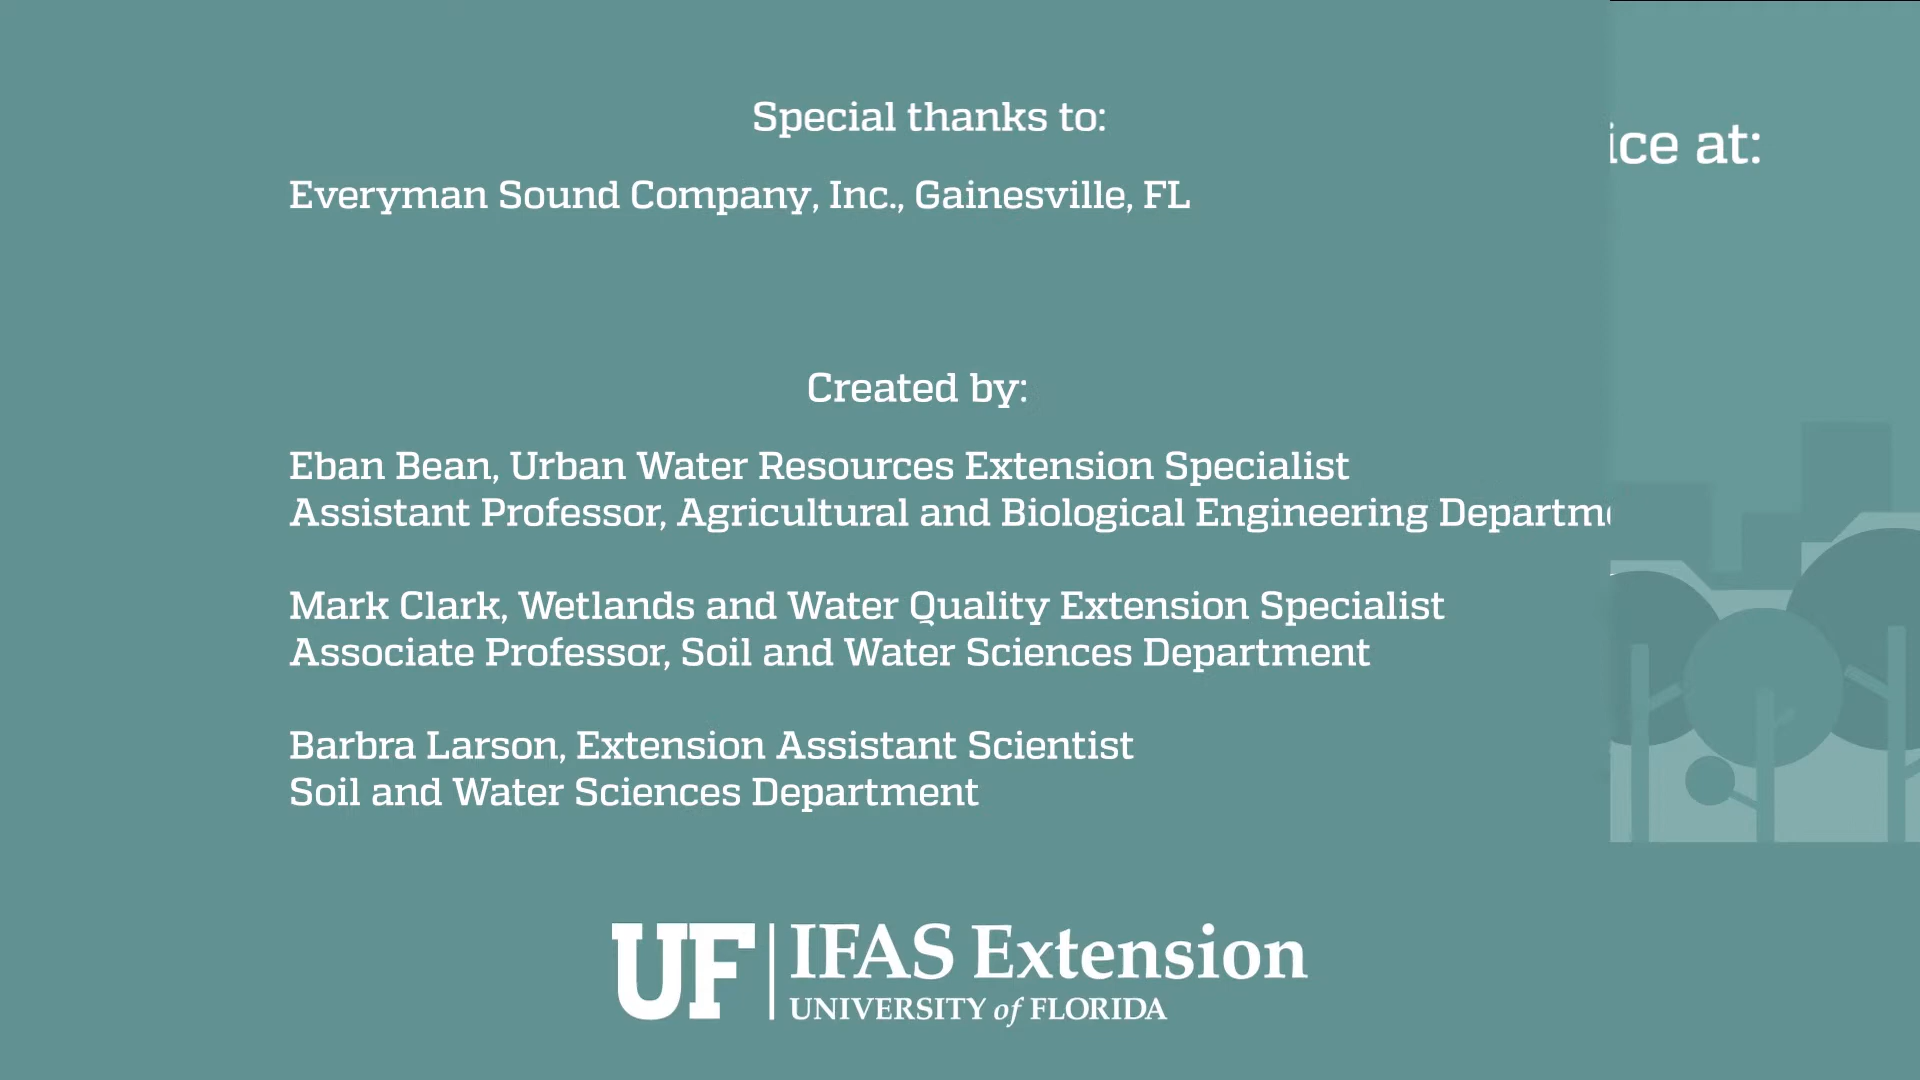 Special thanks to:
ice at:
Everyman Sound Company, Inc., Gainesville, FL
Created by:
Eban Bean, Urban Water Resources Extension Specialist
Assistant Professor, Agricultural and Biological Engineering Departm
Mark Clark, Wetlands and Water Quality Extension Specialist
Associate Professor, Soil and Water Sciences Department
Barbra Larson, Extension Assistant Scientist
Soil and Water Sciences Department
UF IFAS Extension
UNIVERSITY of FLORIDA